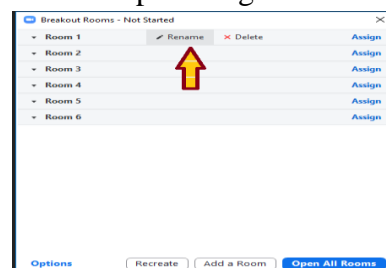 Breakout Rooms - Not Started
Room 1 Rename × Delete Assign
Room 2 Assign
Room 3 Assign
Room 4 Assign
Room 5 Assign
Room 6 Assign
Options Recreate Add a Room Open All Rooms